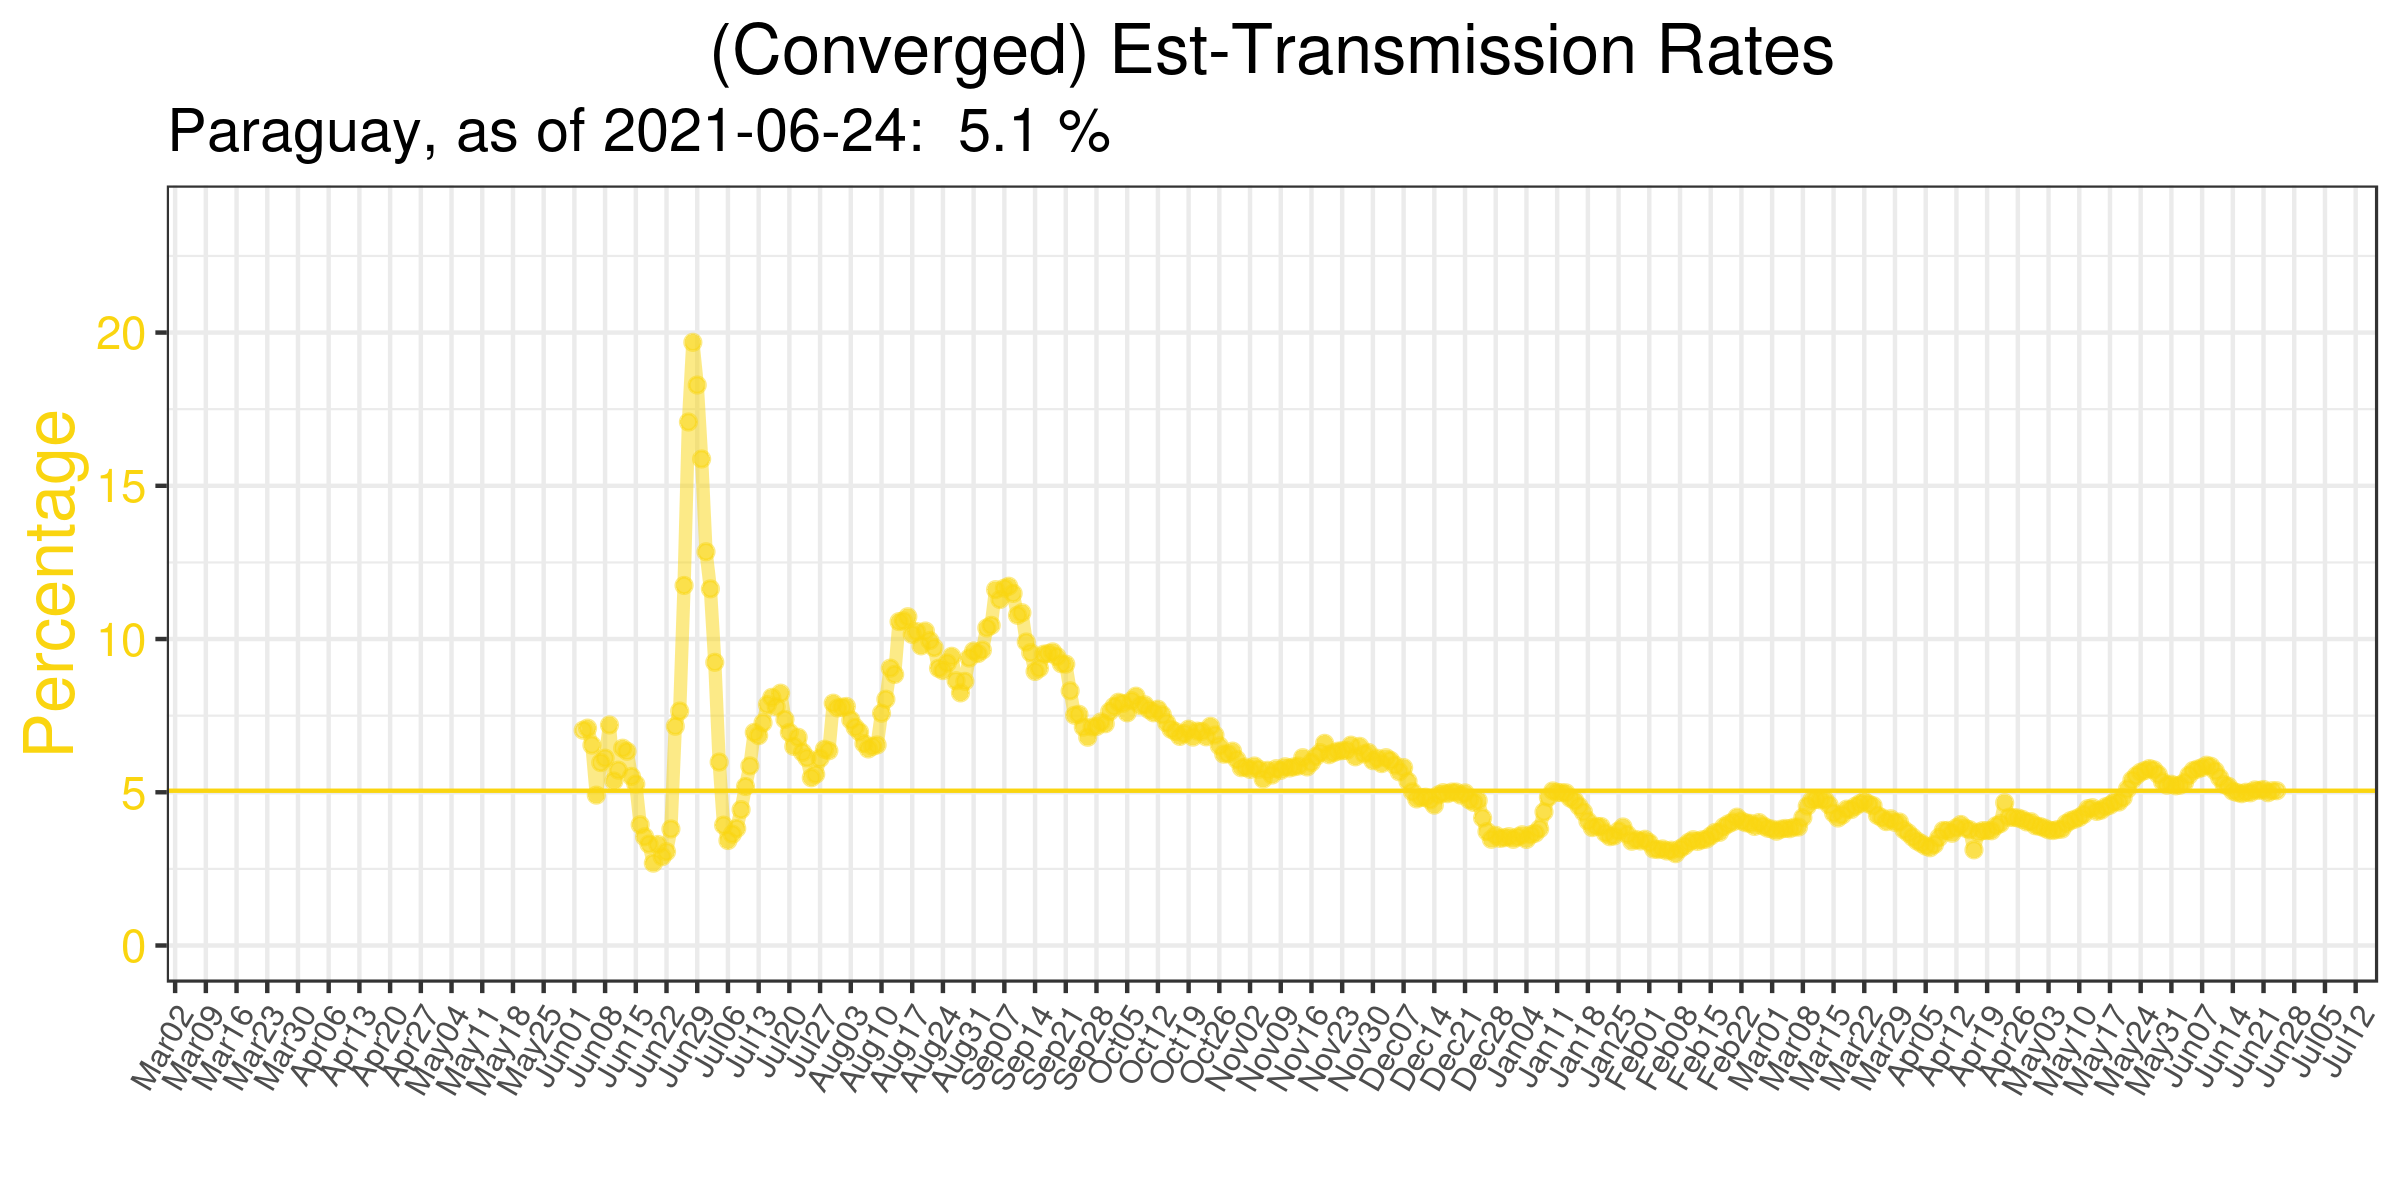 (Converged) Est-Transmission Rates
Paraguay, as of 2021-06-24:  5.1 %
Percentage
20
15
10
5
0
Mar02
Mar09
Mar16
Mar23
Mar30
Apr06
Apr13
Apr20
Apr27
May04
May11
May18
May25
Jun01
Jun08
Jun15
Jun22
Jun29
Jul06
Jul13
Jul20
Jul27
Aug03
Aug10
Aug17
Aug24
Aug31
Sep07
Sep14
Sep21
Sep28
Oct05
Oct12
Oct19
Oct26
Nov02
Nov09
Nov16
Nov23
Nov30
Dec07
Dec14
Dec21
Dec28
Jan04
Jan11
Jan18
Jan25
Feb01
Feb08
Feb15
Feb22
Mar01
Mar08
Mar15
Mar22
Mar29
Apr05
Apr12
Apr19
Apr26
May03
May10
May17
May24
May31
Jun07
Jun14
Jun21
Jun28
Jul05
Jul12